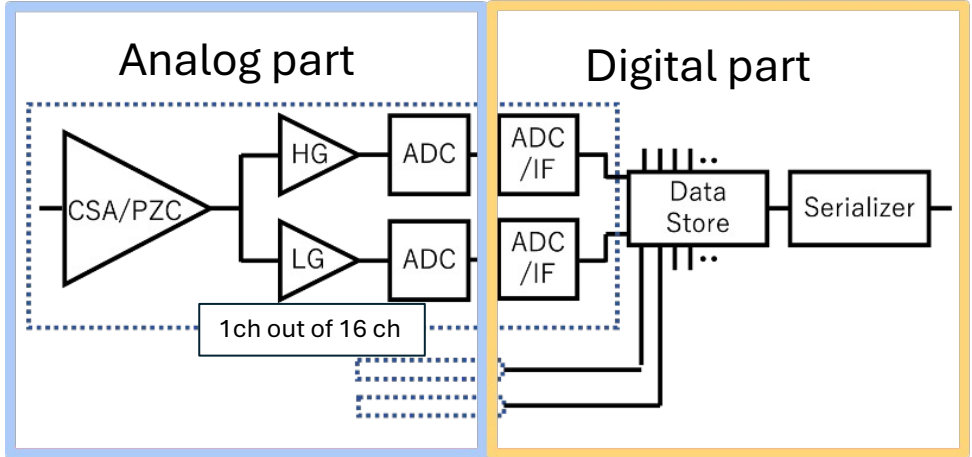 Analog part
Digital part
CSA/PZC
HG
ADC
ADC
/IF
Data
Store
Serializer
LG
ADC
ADC
/IF
1ch out of 16 ch